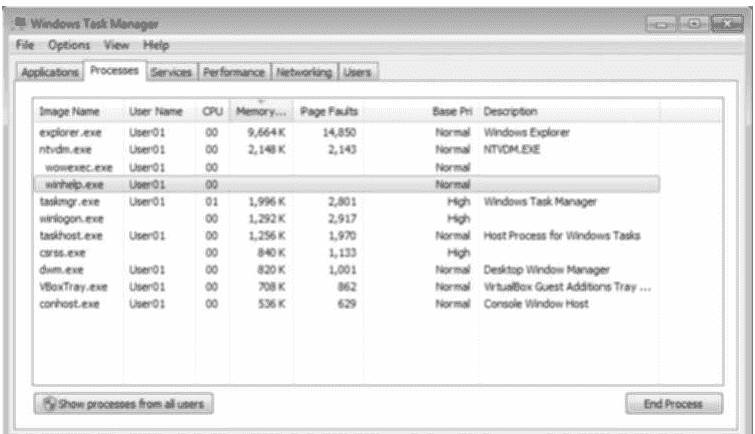 Windows Task Manager
File Options View Help
Applications Processes Services Performance Networking Users
Image Name User Name CPU Memory... Page Faults Base Pri Description
explorer.exe User01 00 9,664 K 14,850 Normal Windows Explorer
ntvdm.exe User01 00 2,148 K 2,143 Normal NTVDM.EXE
wowexec.exe User01 00 Normal
winhelp.exe User01 00 Normal
taskmgr.exe User01 01 1,996 K 2,801 High Windows Task Manager
winlogon.exe 00 1,292 K 2,917 High
taskhost.exe User01 00 1,256 K 1,970 Normal Host Process for Windows Tasks
csrss.exe 00 840 K 1,133 High
dwm.exe User01 00 820 K 1,001 Normal Desktop Window Manager
VBoxTray.exe User01 00 708 K 862 Normal VirtualBox Guest Additions Tray ...
conhost.exe User01 00 536 K 629 Normal Console Window Host
Show processes from all users End Process